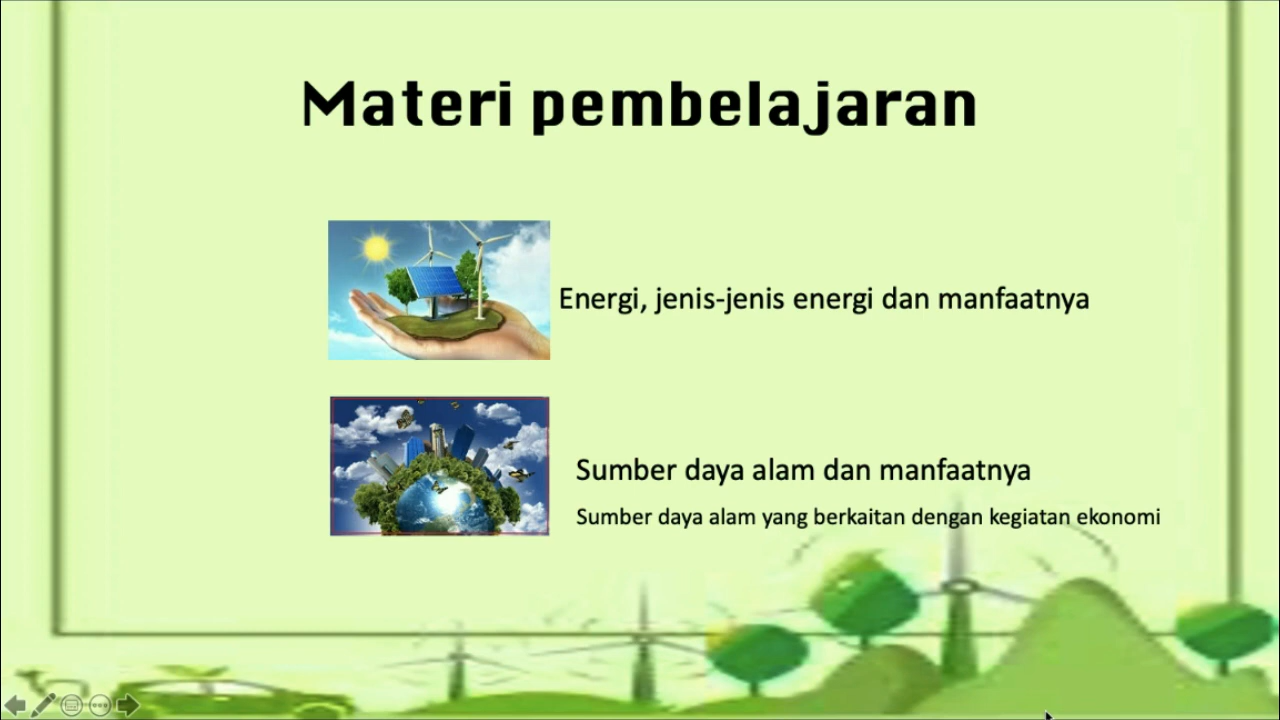 Materi pembelajaran
Energi, jenis-jenis energi dan manfaatnya
Sumber daya alam dan manfaatnya
Sumber daya alam yang berkaitan dengan kegiatan ekonomi